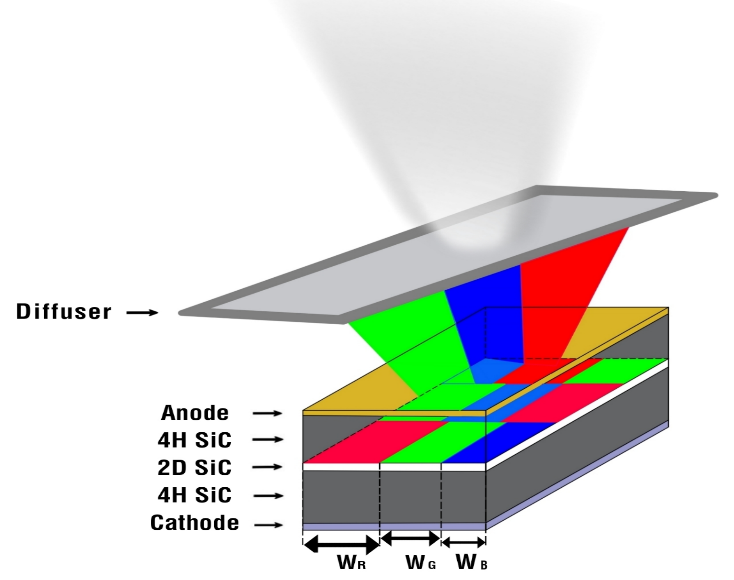 Diffuser
Anode
4H SiC
2D SiC
4H SiC
Cathode
WR WG WB